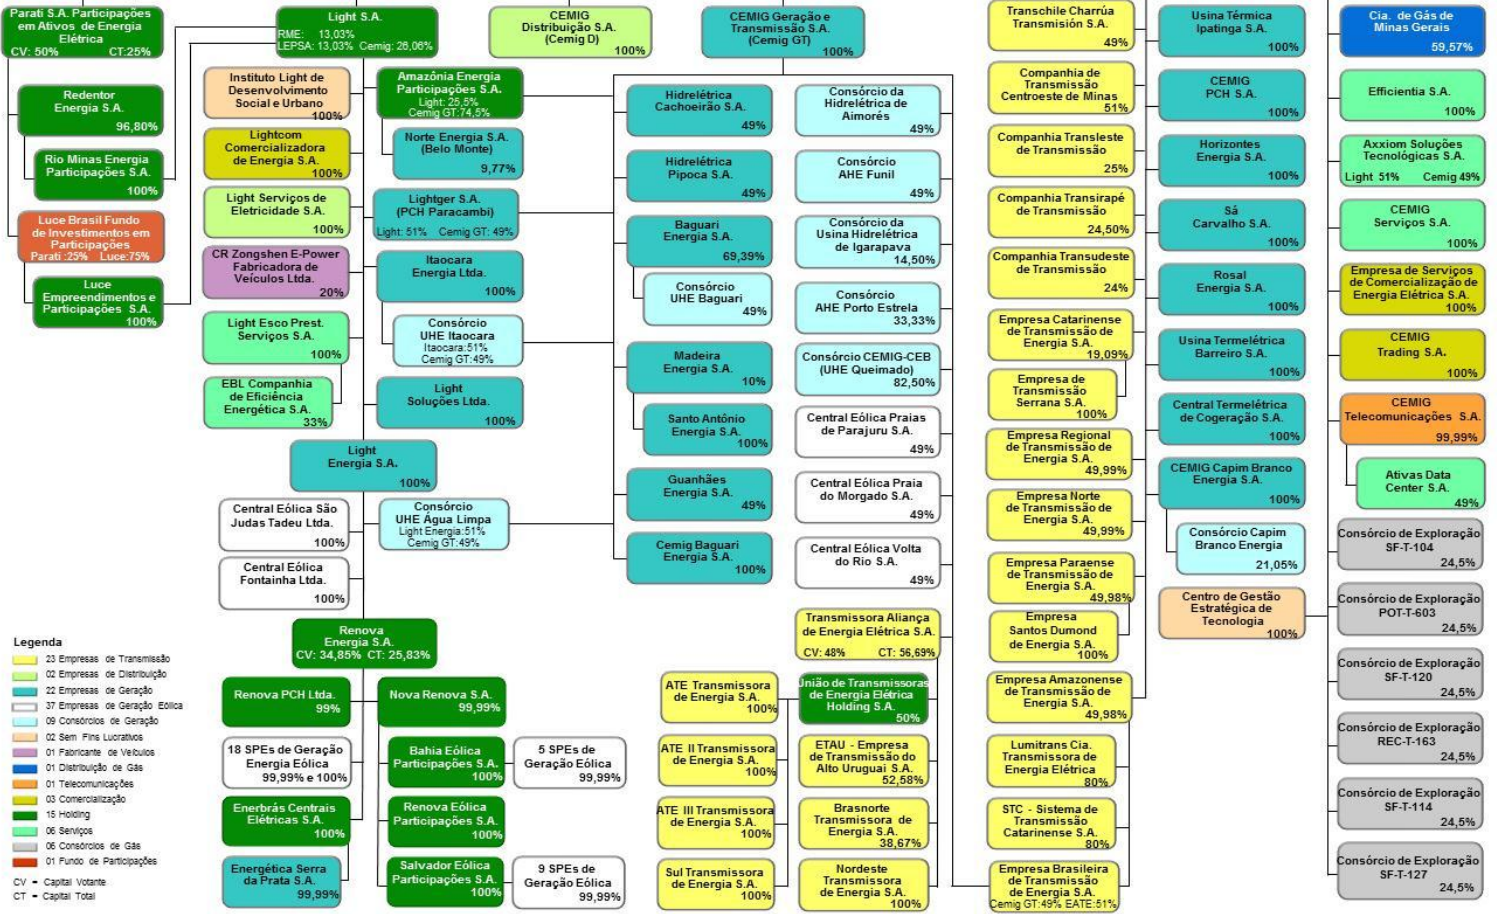 Parati S.A. Participações
em Ativos de Energia
Elétrica
CV: 50% CT:25%
Redentor
Energia S.A.
96,80%
Rio Minas Energia
Participações S.A.
100%
Luce Brasil Fundo
de Investimentos em
Participações
Parati :25% Luce:75%
Luce
Empreendimentos e
Participações S.A.
100%
Light S.A.
RME: 13,03%
LEPSA: 13,03% Cemig: 26,06%
Instituto Light de
Desenvolvimento
Social e Urbano
100%
Lightcom
Comercializadora
de Energia S.A.
100%
Light Serviços de
Eletricidade S.A.
100%
CR Zongshen E-Power
Fabricadora de
Veículos Ltda.
20%
Light Esco Prest.
Serviços S.A.
100%
EBL Companhia
de Eficiência
Energética S.A.
33%
Amazônia Energia
Participações S.A.
Light: 25,5%
Cemig GT:74,5%
Norte Energia S.A.
(Belo Monte)
9,77%
Lightger S.A.
(PCH Paracambi)
Light: 51% Cemig GT: 49%
Itaocara
Energia Ltda.
100%
Consórcio
UHE Itaocara
Itaocara:51%
Cemig GT:49%
Light
Soluções Ltda.
100%
Light
Energia S.A.
100%
Central Eólica São
Judas Tadeu Ltda.
100%
Consórcio
UHE Água Limpa
Light Energia:51%
Cemig GT:49%
Central Eólica
Fontainha Ltda.
100%
Renova
Energia S.A.
CV: 34,85% CT: 25,83%
Renova PCH Ltda.
99%
Nova Renova S.A.
99,99%
18 SPEs de Geração
Energia Eólica
99,99% e 100%
Bahia Eólica
Participações S.A.
100%
5 SPEs de
Geração Eólica
99,99%
Enerbrás Centrais
Elétricas S.A.
100%
Renova Eólica
Participações S.A.
100%
Energética Serra
da Prata S.A.
99,99%
Salvador Eólica
Participações S.A.
100%
9 SPEs de
Geração Eólica
99,99%
CEMIG
Distribuição S.A.
(Cemig D)
100%
CEMIG Geração e
Transmissão S.A.
(Cemig GT)
100%
Hidrelétrica
Cachoeirão S.A.
49%
Hidrelétrica
Pipoca S.A.
49%
Baguari
Energia S.A.
69,39%
Consórcio
UHE Baguari
49%
Madeira
Energia S.A.
10%
Santo Antônio
Energia S.A.
100%
Guanhães
Energia S.A.
49%
Cemig Baguari
Energia S.A.
100%
Consórcio da
Hidrelétrica de
Aimorés
49%
Consórcio
AHE Funil
49%
Consórcio da
Usina Hidrelétrica
de Igarapava
14,50%
Consórcio
AHE Porto Estrela
33,33%
Consórcio CEMIG-CEB
(UHE Queimado)
82,50%
Central Eólica Praias
de Parajuru S.A.
49%
Central Eólica Praia
do Morgado S.A.
49%
Central Eólica Volta
do Rio S.A.
49%
Transmissora Aliança
de Energia Elétrica S.A.
CV: 48% CT: 56,69%
ATE Transmissora
de Energia S.A.
100%
União de Transmissoras
de Energia Elétrica
Holding S.A.
50%
ATE II Transmissora
de Energia S.A.
100%
ETAU - Empresa
de Transmissão do
Alto Uruguai S.A.
52,58%
ATE III Transmissora
de Energia S.A.
100%
Brasnorte
Transmissora de
Energia S.A.
38,67%
Sul Transmissora
de Energia S.A.
100%
Nordeste
Transmissora
de Energia S.A.
100%
Transchile Charrúa
Transmisión S.A.
49%
Companhia de
Transmissão
Centroeste de Minas
51%
Companhia Transleste
de Transmissão
25%
Companhia Transirapé
de Transmissão
24,50%
Companhia Transudeste
de Transmissão
24%
Empresa Catarinense
de Transmissão de
Energia S.A.
19,09%
Empresa de
Transmissão
Serrana S.A.
100%
Empresa Regional
de Transmissão de
Energia S.A.
49,99%
Empresa Norte
de Transmissão de
Energia S.A.
49,99%
Empresa Paraense
de Transmissão de
Energia S.A.
49,98%
Empresa
Santos Dumond
de Energia S.A.
100%
Empresa Amazonense
de Transmissão de
Energia S.A.
49,98%
Lumitrans Cia.
Transmissora de
Energia Elétrica
80%
STC - Sistema de
Transmissão
Catarinense S.A.
80%
Empresa Brasileira
de Transmissão
de Energia S.A.
Cemig GT:49% EATE:51%
Usina Térmica
Ipatinga S.A.
100%
CEMIG
PCH S.A.
100%
Horizontes
Energia S.A.
100%
Sá
Carvalho S.A.
100%
Rosal
Energia S.A.
100%
Usina Termelétrica
Barreiro S.A.
100%
Central Termelétrica
de Cogeração S.A.
100%
CEMIG Capim Branco
Energia S.A.
100%
Consórcio Capim
Branco Energia
21,05%
Centro de Gestão
Estratégica de
Tecnologia
100%
Cia. de Gás de
Minas Gerais
59,57%
Efficientia S.A.
100%
Axxiom Soluções
Tecnológicas S.A.
Light 51% Cemig 49%
CEMIG
Serviços S.A.
100%
Empresa de Serviços
de Comercialização de
Energia Elétrica S.A.
100%
CEMIG
Trading S.A.
100%
CEMIG
Telecomunicações S.A.
99,99%
Ativas Data
Center S.A.
49%
Consórcio de Exploração
SF-T-104
24,5%
Consórcio de Exploração
POT-T-603
24,5%
Consórcio de Exploração
SF-T-120
24,5%
Consórcio de Exploração
REC-T-163
24,5%
Consórcio de Exploração
SF-T-114
24,5%
Consórcio de Exploração
SF-T-127
24,5%
Legenda
23 Empresas de Transmissão
02 Empresas de Distribuição
22 Empresas de Geração
37 Empresas de Geração Eólica
09 Consórcios de Geração
02 Sem Fins Lucrativos
01 Fabricante de Veículos
01 Distribuição de Gás
01 Telecomunicações
03 Comercialização
15 Holding
06 Serviços
06 Consórcios de Gás
01 Fundo de Participações
CV = Capital Votante
CT = Capital Total